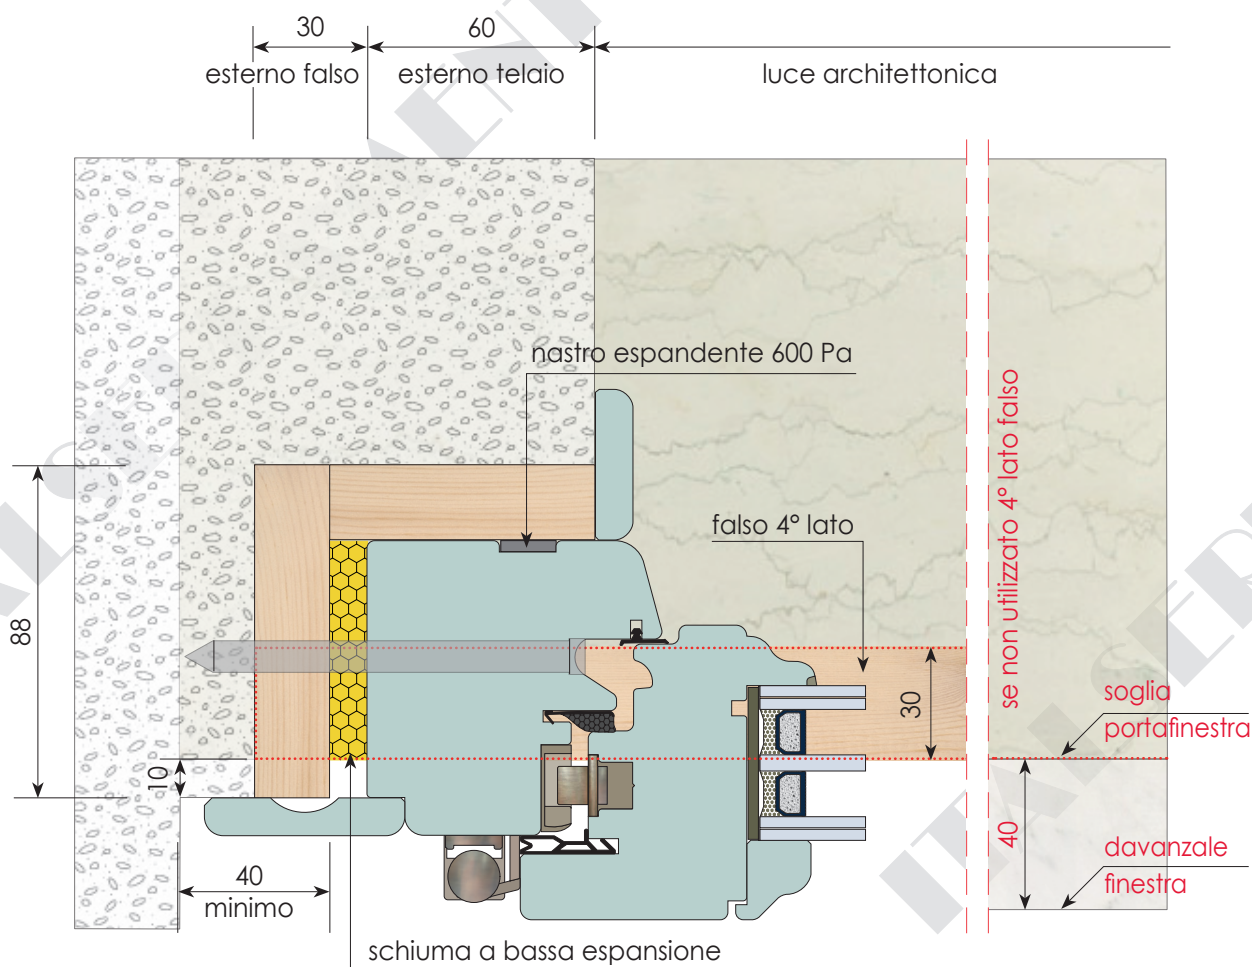 30
60
esterno falso
esterno telaio
luce architettonica
nastro espandente 600 Pa
se non utilizzato 4° lato falso
falso 4° lato
88
30
soglia
portafinestra
10
40
davanzale
finestra
40
minimo
schiuma a bassa espansione